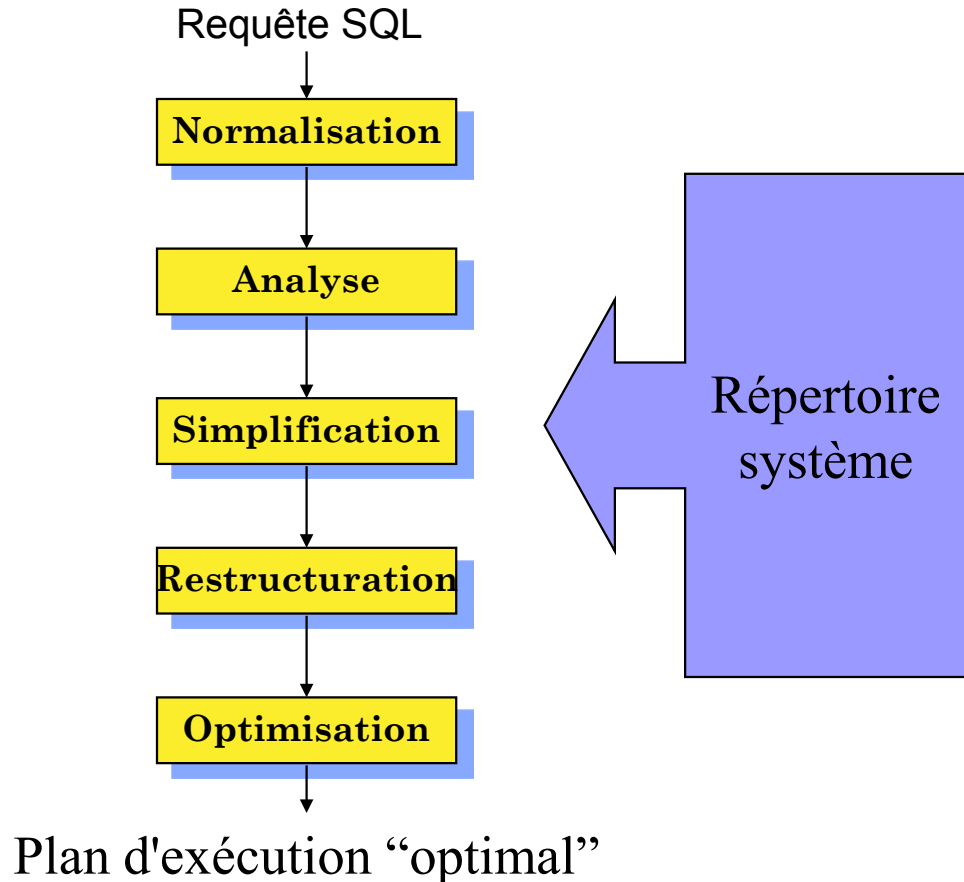 Requête SQL
Normalisation
Analyse
Simplification
Répertoire
système
Restructuration
Optimisation
Plan d'exécution “optimal”